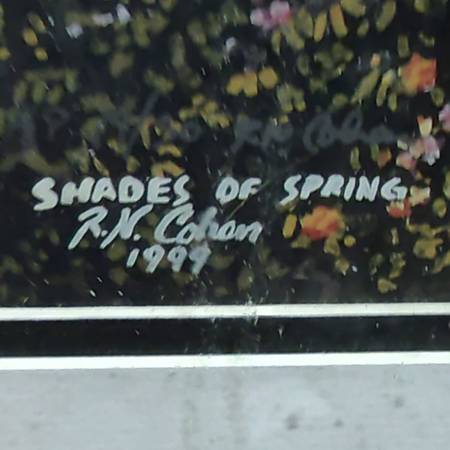 SHADES OF SPRING
R.N. Cohen
1999